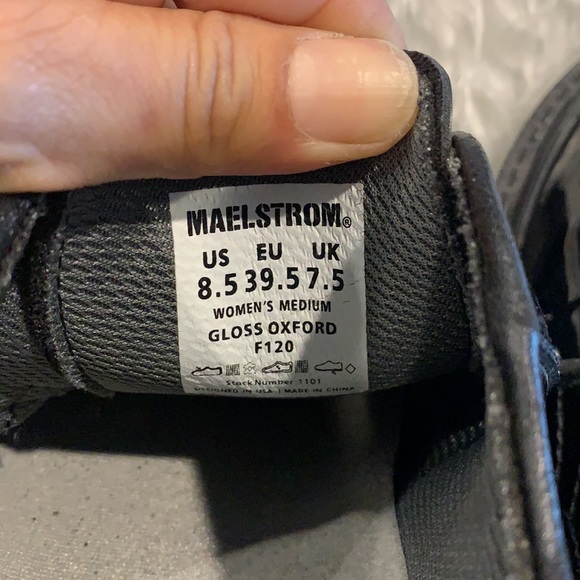 MAELSTROM®
US EU UK
8.5 39.5 7.5
WOMEN'S MEDIUM
GLOSS OXFORD
F120
Stock Number: 1101
DESIGNED IN USA | MADE IN CHINA